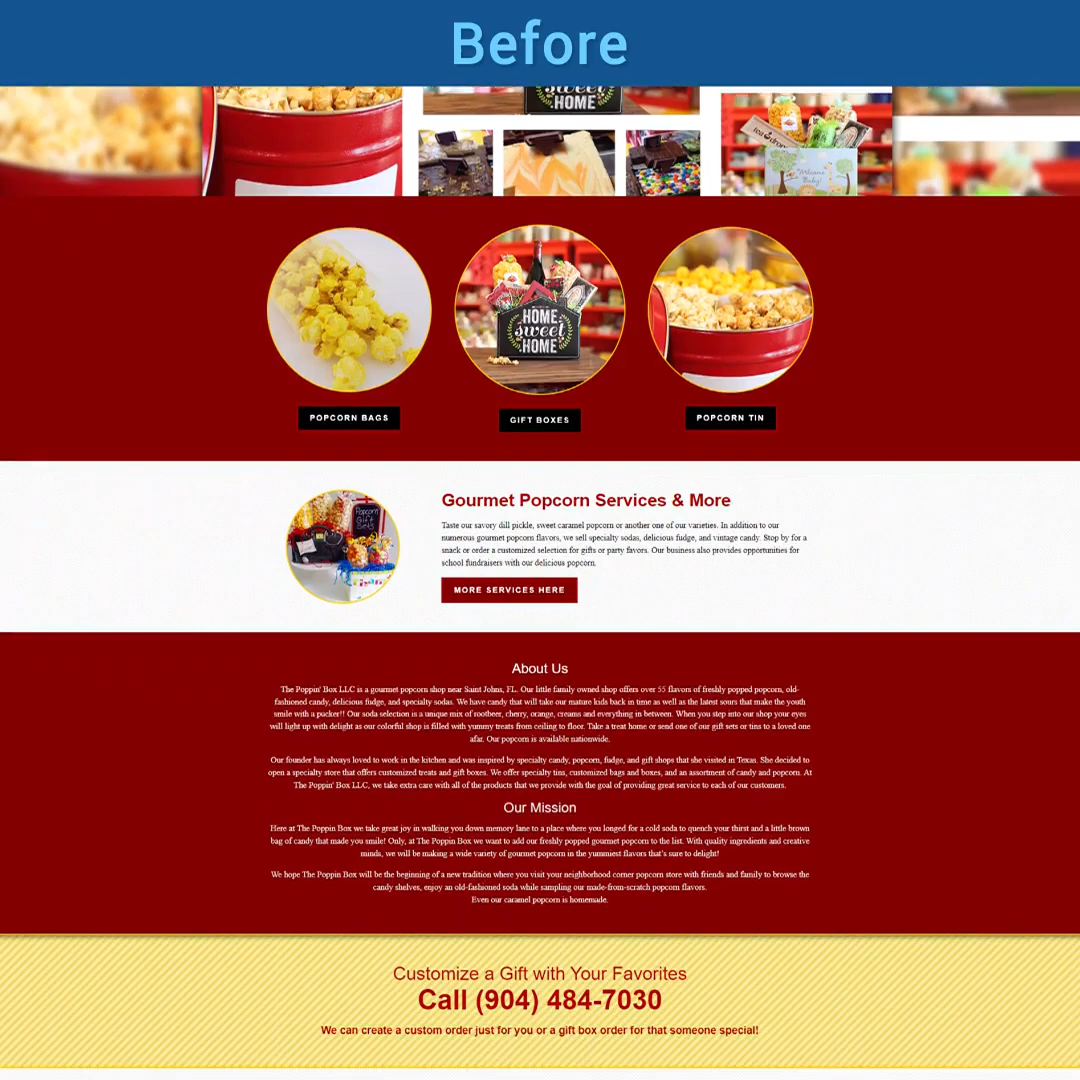 Before
Sweet
HOME
tea drops
Welcome
Baby!
HOME
sweet
HOME
POPCORN BAGS
GIFT BOXES
POPCORN TIN
Popcorn
Gift
Sets
Gourmet Popcorn Services & More
Taste our savory dill pickle, sweet caramel popcorn or another one of our varieties. In addition to our
numerous gourmet popcorn flavors, we sell specialty sodas, delicious fudge, and vintage candy. Stop by for a
snack or order a customized selection for gifts or party favors. Our business also provides opportunities for
school fundraisers with our delicious popcorn.
MORE SERVICES HERE
About Us
The Poppin' Box LLC is a gourmet popcorn shop near Saint Johns, FL. Our little family owned shop offers over 55 flavors of freshly popped popcorn, old-
fashioned candy, delicious fudge, and specialty sodas. We have candy that will take our mature kids back in time as well as the latest sours that make the youth
smile with a pucker!! Our soda selection is a unique mix of rootbeer, cherry, orange, creams and everything in between. When you step into our shop your eyes
will light up with delight as our colorful shop is filled with yummy treats from ceiling to floor. Take a treat home or send one of our gift sets or tins to a loved one
afar. Our popcorn is available nationwide.
Our founder has always loved to work in the kitchen and was inspired by specialty candy, popcorn, fudge, and gift shops that she visited in Texas. She decided to
open a specialty store that offers customized treats and gift boxes. We offer specialty tins, customized bags and boxes, and an assortment of candy and popcorn. At
The Poppin' Box LLC, we take extra care with all of the products that we provide with the goal of providing great service to each of our customers.
Our Mission
Here at The Poppin Box we take great joy in walking you down memory lane to a place where you longed for a cold soda to quench your thirst and a little brown
bag of candy that made you smile! Only, at The Poppin Box we want to add our freshly popped gourmet popcorn to the list. With quality ingredients and creative
minds, we will be making a wide variety of gourmet popcorn in the yummiest flavors that's sure to delight!
We hope The Poppin Box will be the beginning of a new tradition where you visit your neighborhood corner popcorn store with friends and family to browse the
candy shelves, enjoy an old-fashioned soda while sampling our made-from-scratch popcorn flavors.
Even our caramel popcorn is homemade.
Customize a Gift with Your Favorites
Call (904) 484-7030
We can create a custom order just for you or a gift box order for that someone special!